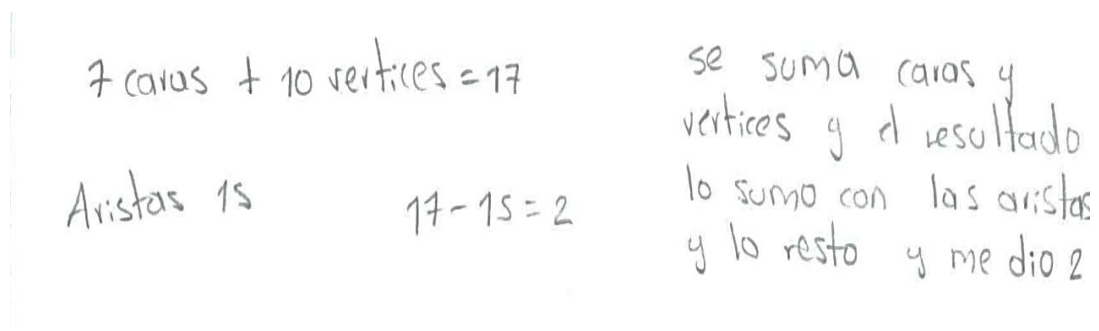 7 caras + 10 vertices = 17
Aristas 15
17 - 15 = 2
se suma caras y
vertices y el resultado
lo sumo con las aristas
y lo resto y me dio 2